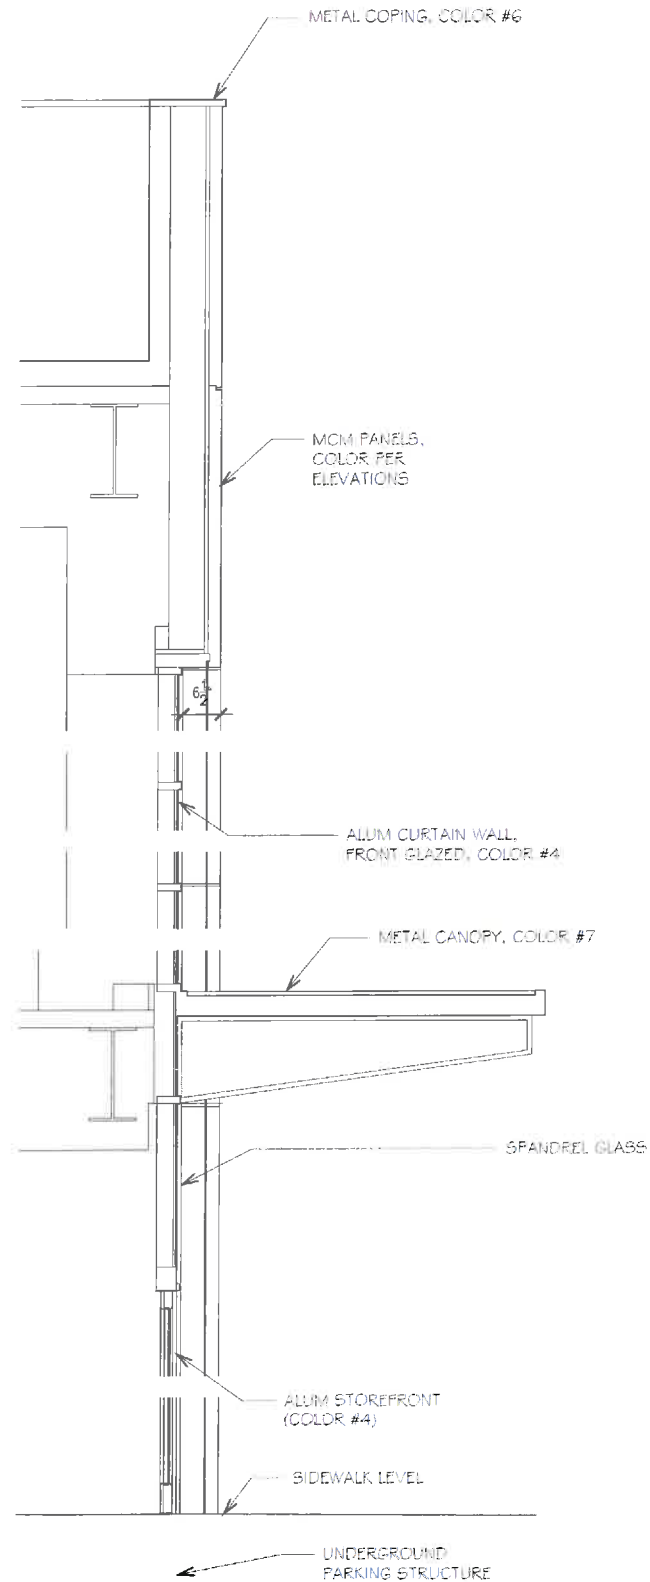 METAL COPING, COLOR #6
MCM PANELS,
COLOR PER
ELEVATIONS
6 1/2"
ALUM CURTAIN WALL,
FRONT GLAZED, COLOR #4
METAL CANOPY, COLOR #7
SPANDREL GLASS
ALUM STOREFRONT
(COLOR #4)
SIDEWALK LEVEL
UNDERGROUND
PARKING STRUCTURE